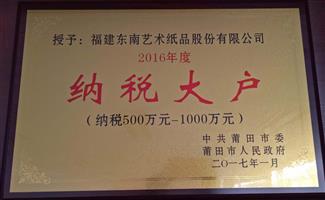 授予：福建东南艺术纸品股份有限公司
2016年度
纳税大户
（纳税500万元-1000万元）
中共莆田市委
莆田市人民政府
二〇一七年一月